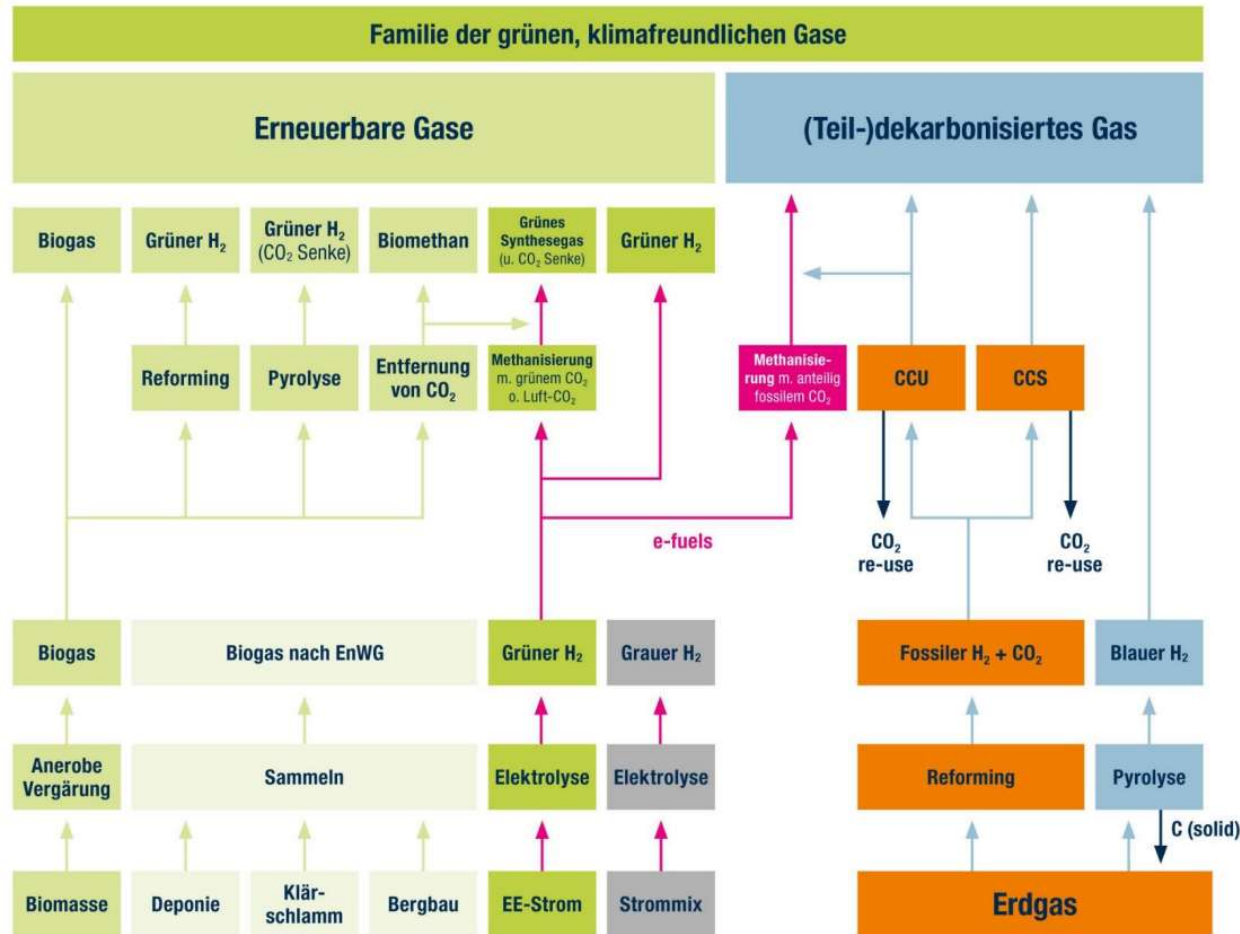 Familie der grünen, klimafreundlichen Gase
Erneuerbare Gase
(Teil-)dekarbonisiertes Gas
Biogas
Grüner H₂
Grüner H₂
(CO₂ Senke)
Biomethan
Grünes
Synthesegas
(u. CO₂ Senke)
Grüner H₂
Reforming
Pyrolyse
Entfernung
von CO₂
Methanisierung
m. grünem CO₂
o. Luft-CO₂
Methanisie-
rung m. anteilig
fossilem CO₂
CCU
CCS
e-fuels
CO₂
re-use
CO₂
re-use
Biogas
Biogas nach EnWG
Grüner H₂
Grauer H₂
Fossiler H₂ + CO₂
Blauer H₂
Anerobe
Vergärung
Sammeln
Elektrolyse
Elektrolyse
Reforming
Pyrolyse
C (solid)
Biomasse
Deponie
Klär-
schlamm
Bergbau
EE-Strom
Strommix
Erdgas